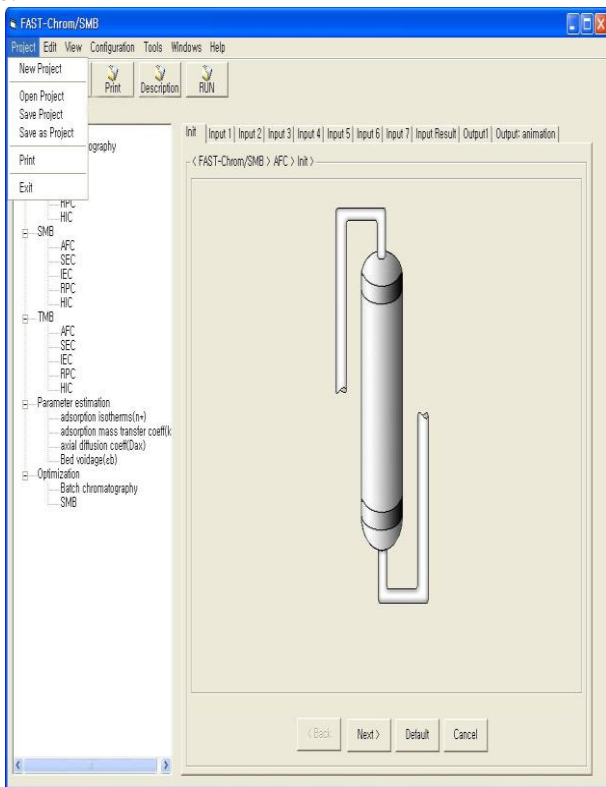 FAST-Chrom/SMB
Project Edit View Configuration Tools Windows Help
New Project
Open Project
Save Project
Save as Project
Print
Exit
Print Description RUN
ography
RPC
HIC
SMB
AFC
SEC
IEC
RPC
HIC
TMB
AFC
SEC
IEC
RPC
HIC
Parameter estimation
adsorption isotherms(n*)
adsorption mass transfer coeff(k
axial diffusion coeff(Dax)
Bed voidage(εb)
Optimization
Batch chromatography
SMB
Init Input 1 Input 2 Input 3 Input 4 Input 5 Input 6 Input 7 Input Result Output1 Output: animation
< FAST-Chrom/SMB > AFC > Init >
< Back Next > Default Cancel